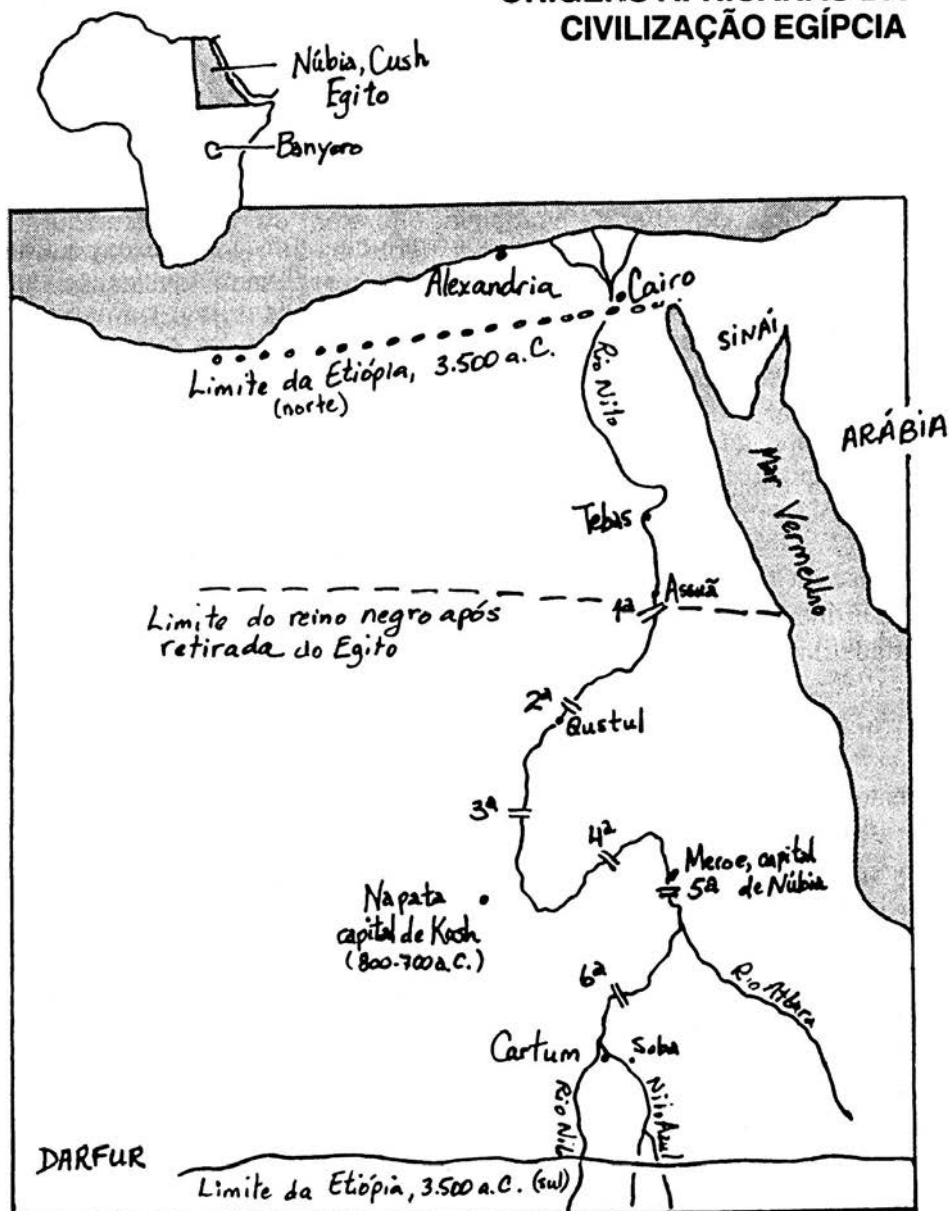 CIVILIZAÇÃO EGÍPCIA
Núbia, Cush
Egito
Banyoro
Alexandria
Cairo
SINAÍ
Limite da Etiópia, 3.500 a.C.
(norte)
Rio Nilo
ARÁBIA
Mar Vermelho
Tebas
Assuã
1ª
Limite do reino negro após
retirada do Egito
2ª
Qustul
3ª
4ª
Meroe, capital
5ª de Núbia
Napata
capital de Kush
(800-700 a.C.)
6ª
Rio Atbara
Cartum
Soba
Rio Nil
Nilo Azul
DARFUR
Limite da Etiópia, 3.500 a.C. (sul)